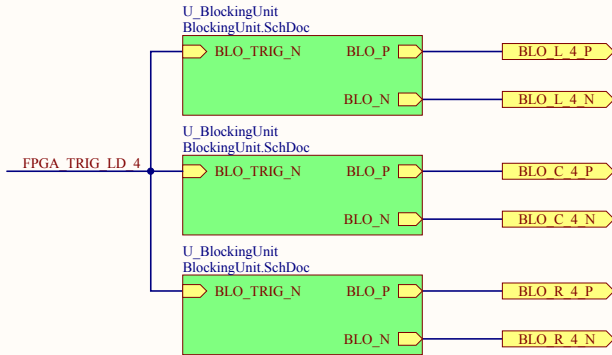 U_BlockingUnit
BlockingUnit.SchDoc
BLO_TRIG_N BLO_P BLO_L_4_P
BLO_N BLO_L_4_N
U_BlockingUnit
BlockingUnit.SchDoc
FPGA_TRIG_LD_4 BLO_TRIG_N BLO_P BLO_C_4_P
BLO_N BLO_C_4_N
U_BlockingUnit
BlockingUnit.SchDoc
BLO_TRIG_N BLO_P BLO_R_4_P
BLO_N BLO_R_4_N